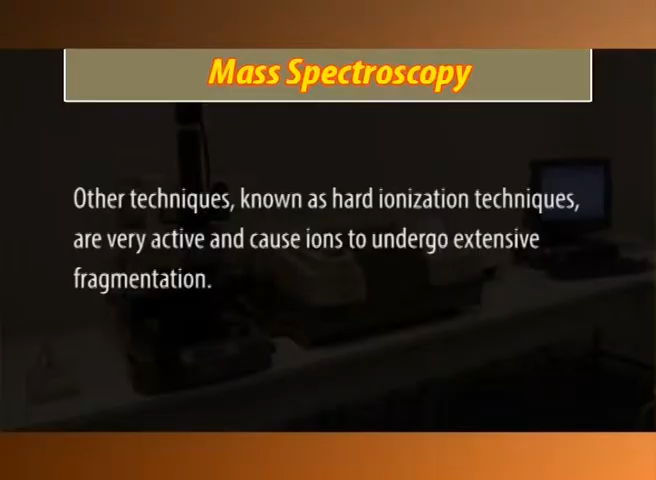 Mass Spectroscopy
Other techniques, known as hard ionization techniques,
are very active and cause ions to undergo extensive
fragmentation.